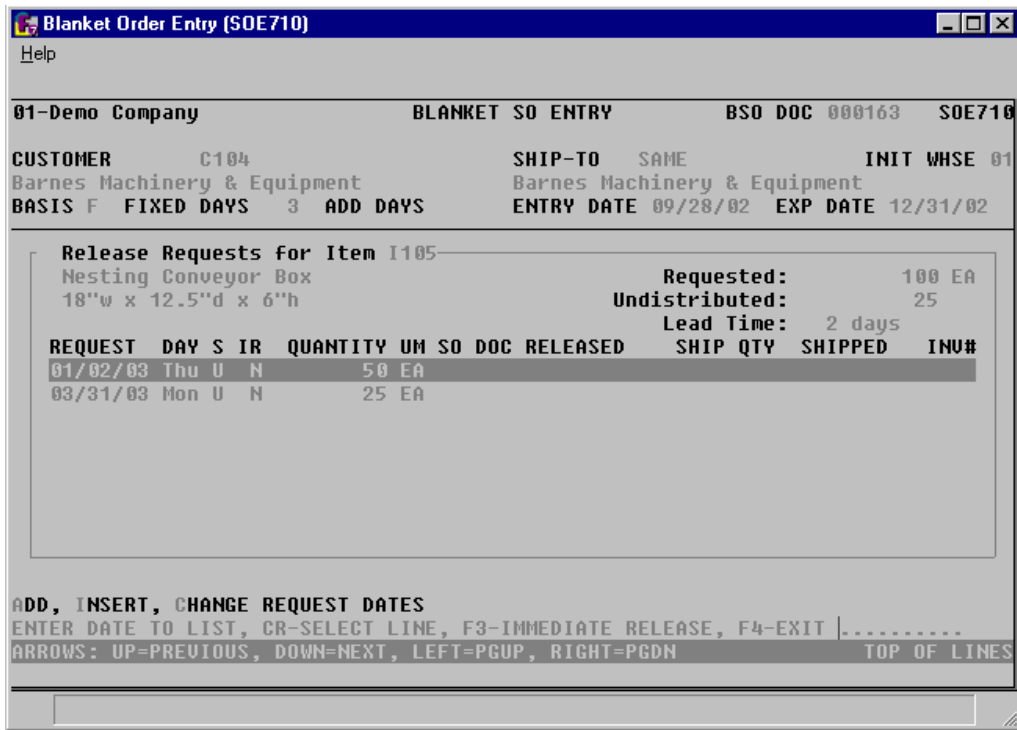 Blanket Order Entry (SOE710)
Help
01-Demo Company BLANKET SO ENTRY BSO DOC 000163 SOE710
CUSTOMER C104 SHIP-TO SAME INIT WHSE 01
Barnes Machinery & Equipment Barnes Machinery & Equipment
BASIS F FIXED DAYS 3 ADD DAYS ENTRY DATE 09/28/02 EXP DATE 12/31/02
Release Requests for Item I105
Nesting Conveyor Box Requested: 100 EA
18"w x 12.5"d x 6"h Undistributed: 25
Lead Time: 2 days
REQUEST DAY S IR QUANTITY UM SO DOC RELEASED SHIP QTY SHIPPED INV#
01/02/03 Thu U N 50 EA
03/31/03 Mon U N 25 EA
ADD, INSERT, CHANGE REQUEST DATES
ENTER DATE TO LIST, CR-SELECT LINE, F3-IMMEDIATE RELEASE, F4-EXIT ..........
ARROWS: UP=PREVIOUS, DOWN=NEXT, LEFT=PGUP, RIGHT=PGDN TOP OF LINES